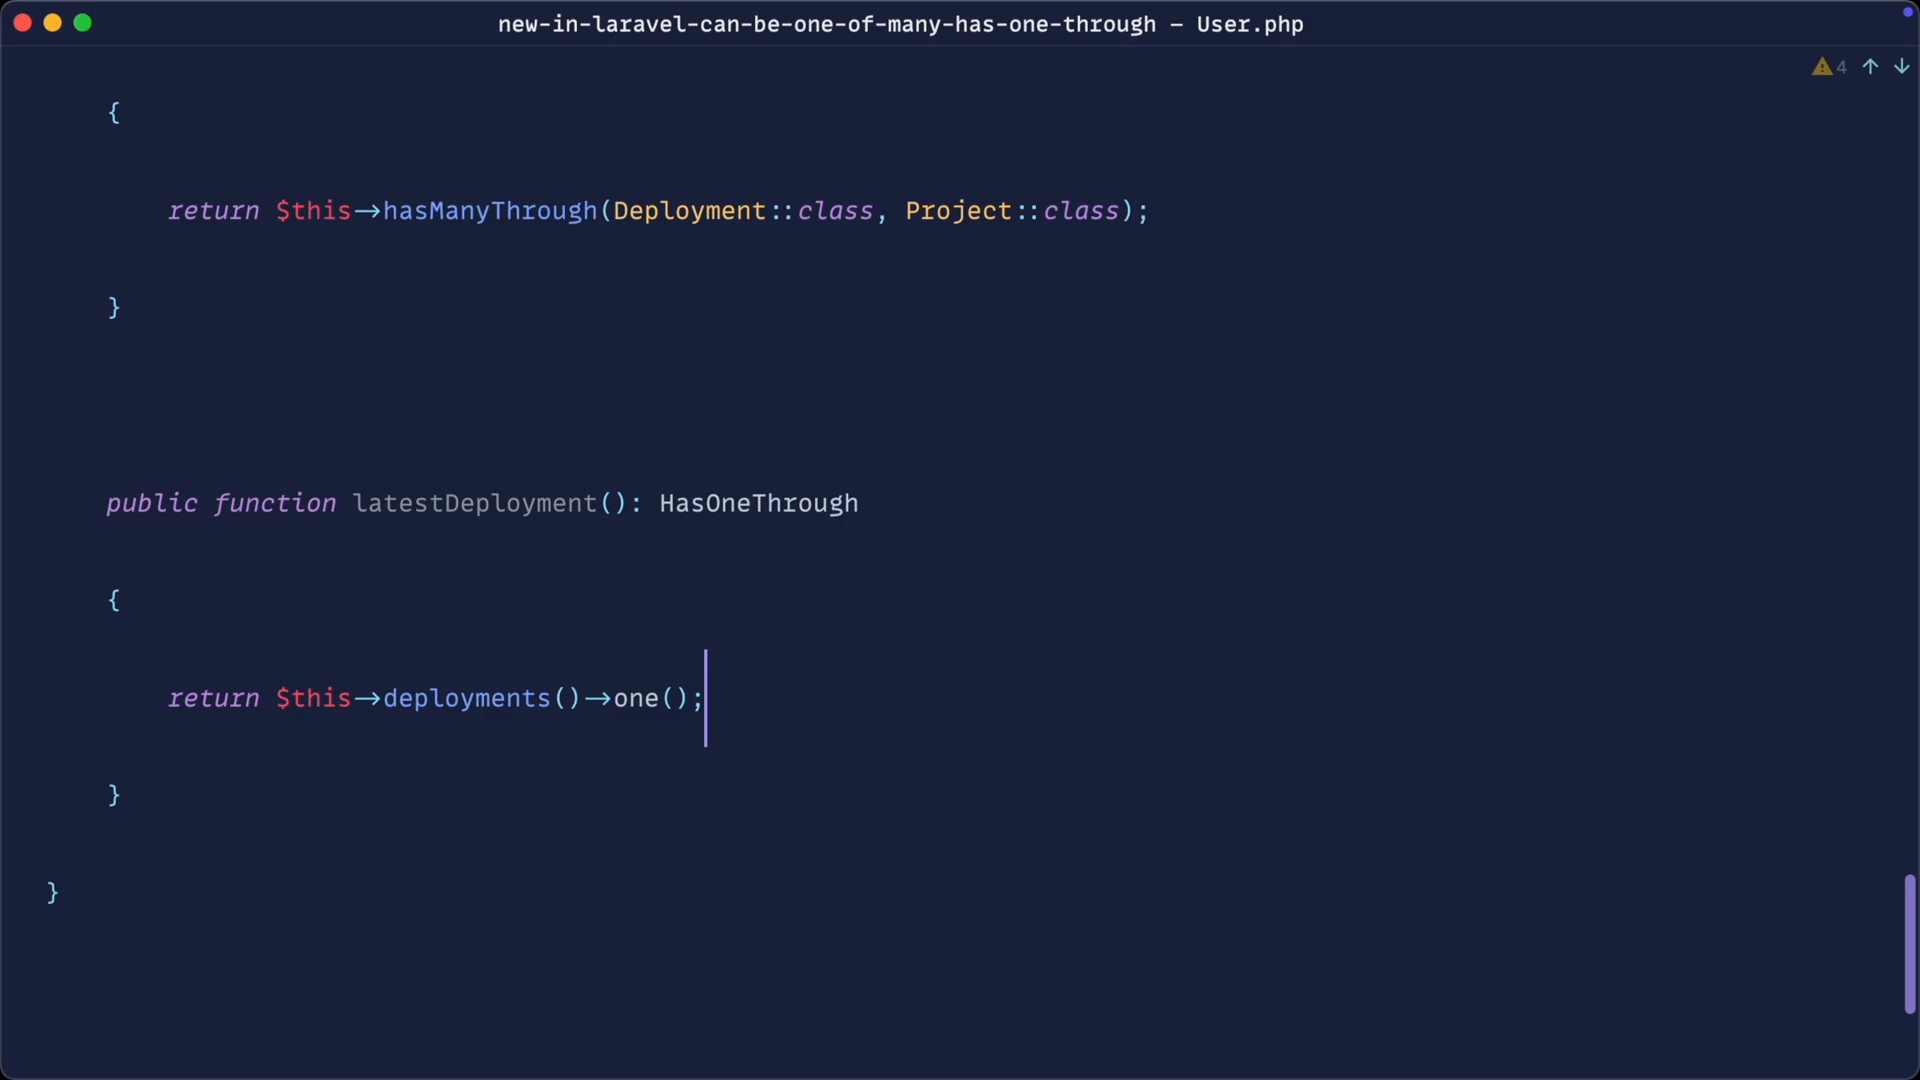 new-in-laravel-can-be-one-of-many-has-one-through – User.php
4
{
return $this->hasManyThrough(Deployment::class, Project::class);
}
public function latestDeployment(): HasOneThrough
{
return $this->deployments()->one();
}
}